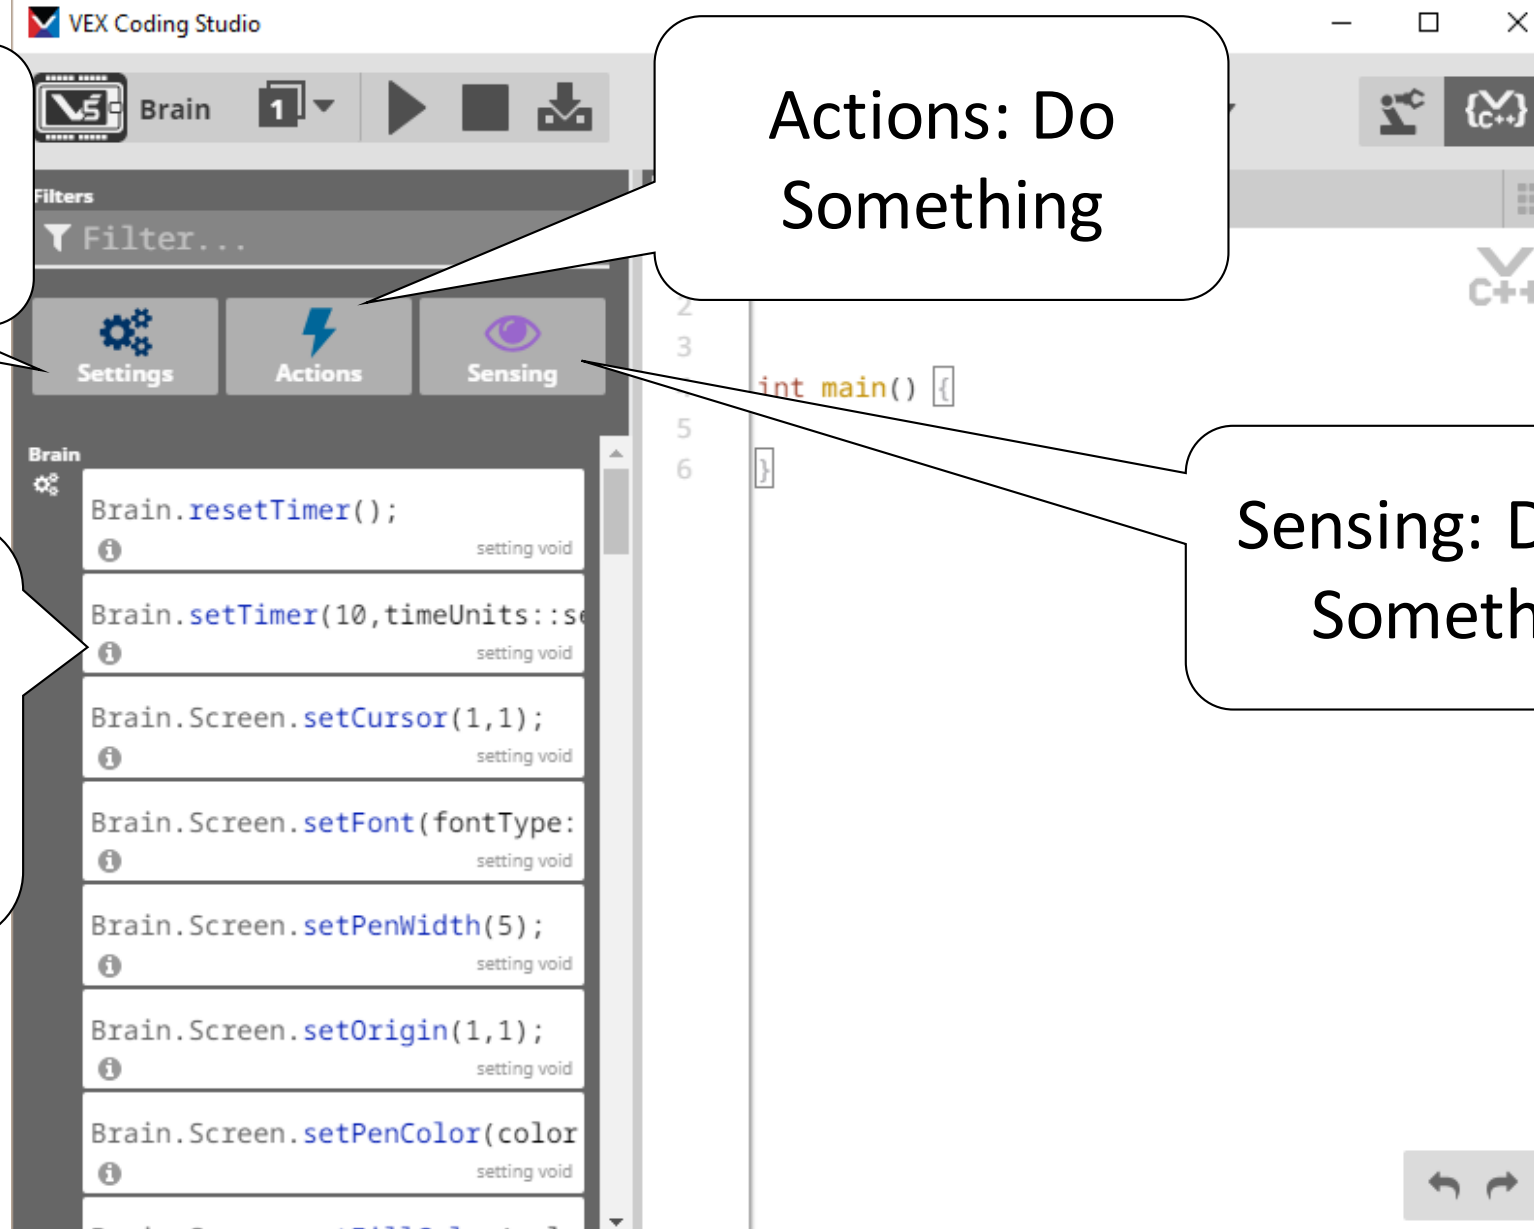 VEX Coding Studio
V5 Brain 1
Actions: Do
Something
C++
Filters
Filter...
C++
Settings Actions Sensing
2
3
int main() {
5
6 }
Sensing:
Brain
Brain.resetTimer();
setting void
Brain.setTimer(10,timeUnits::se
setting void
Brain.Screen.setCursor(1,1);
setting void
Brain.Screen.setFont(fontType:
setting void
Brain.Screen.setPenWidth(5);
setting void
Brain.Screen.setOrigin(1,1);
setting void
Brain.Screen.setPenColor(color
setting void